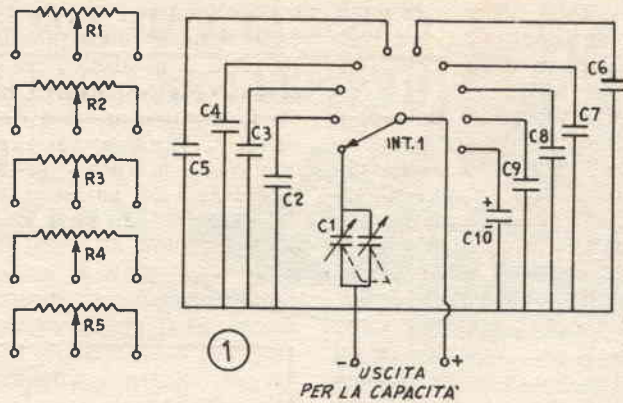 R1
R2
R3
R4
R5
C5
C4
C3
C2
INT.1
C1
C6
C7
C8
C9
+
C10
-
1
- +
USCITA
PER LA CAPACITA'